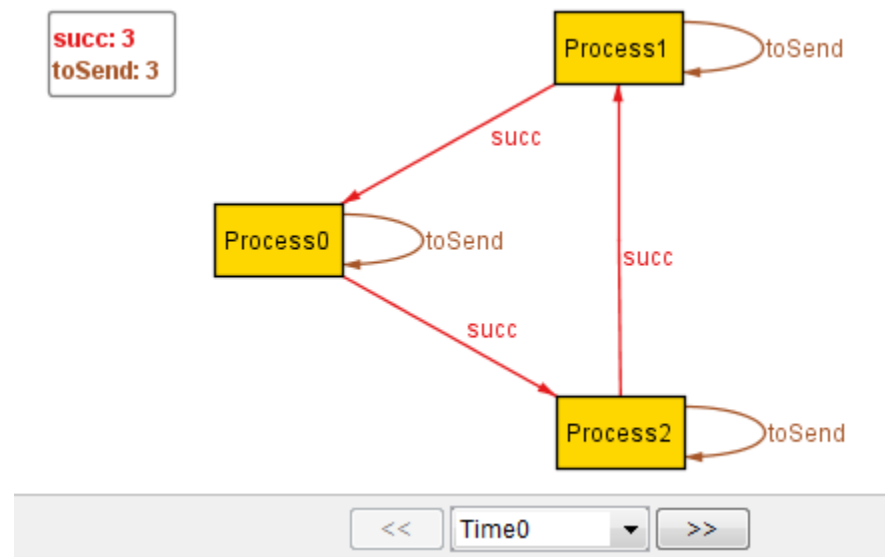 succ: 3
toSend: 3
Process1
toSend
succ
Process0
toSend
succ
succ
Process2
toSend
<<
Time0
>>